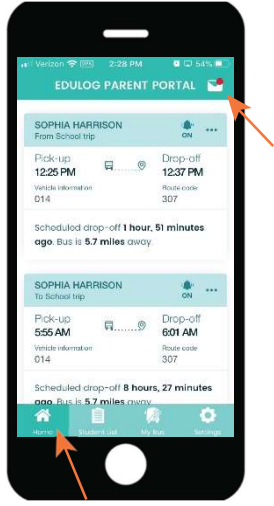 Verizon 2:28 PM 54%
EDULOG PARENT PORTAL
SOPHIA HARRISON
From School trip
ON
Pick-up Drop-off
12:25 PM 12:37 PM
Vehicle information Route code
014 307
Scheduled drop-off 1 hour, 51 minutes
ago. Bus is 5.7 miles away.
SOPHIA HARRISON
To School trip
ON
Pick-up Drop-off
5:55 AM 6:01 AM
Vehicle information Route code
014 307
Scheduled drop-off 8 hours, 27 minutes
ago. Bus is 5.7 miles away.
Home Student List My Bus Settings